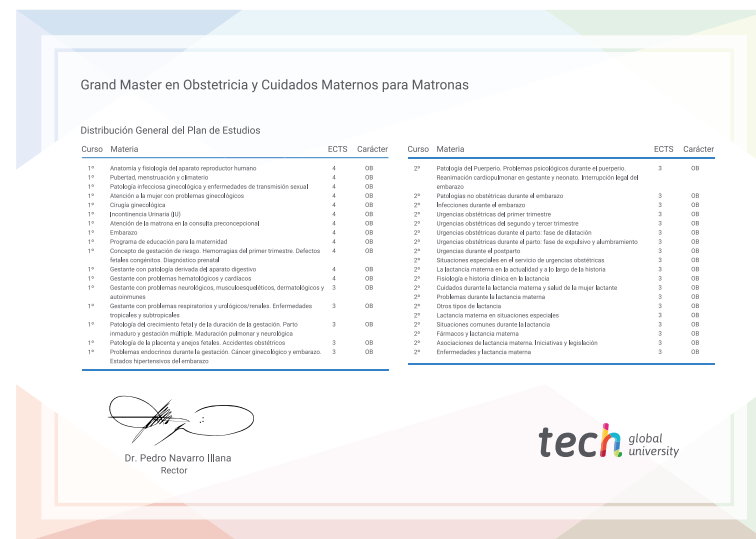 Grand Master en Obstetricia y Cuidados Maternos para Matronas
Distribución General del Plan de Estudios
Curso Materia ECTS Carácter
1º Anatomía y fisiología del aparato reproductor humano 4 OB
1º Pubertad, menstruación y climaterio 4 OB
1º Patología infecciosa ginecológica y enfermedades de transmisión sexual 4 OB
1º Atención a la mujer con problemas ginecológicos 4 OB
1º Cirugía ginecológica 4 OB
1º Incontinencia Urinaria (IU) 4 OB
1º Atención de la matrona en la consulta preconcepcional 4 OB
1º Embarazo 4 OB
1º Programa de educación para la maternidad 4 OB
1º Concepto de gestación de riesgo. Hemorragias del primer trimestre. Defectos 4 OB
fetales congénitos. Diagnóstico prenatal
1º Gestante con patología derivada del aparato digestivo 4 OB
1º Gestante con problemas hematológicos y cardíacos 4 OB
1º Gestante con problemas neurológicos, musculoesqueléticos, dermatológicos y 3 OB
autoinmunes
1º Gestante con problemas respiratorios y urológicos/renales. Enfermedades 3 OB
tropicales y subtropicales
1º Patología del crecimiento fetal y de la duración de la gestación. Parto 3 OB
inmaduro y gestación múltiple. Maduración pulmonar y neurológica
1º Patología de la placenta y anejos fetales. Accidentes obstétricos 3 OB
1º Problemas endocrinos durante la gestación. Cáncer ginecológico y embarazo. 3 OB
Estados hipertensivos del embarazo
Curso Materia ECTS Carácter
2º Patología del Puerperio. Problemas psicológicos durante el puerperio. 3 OB
Reanimación cardiopulmonar en gestante y neonato. Interrupción legal del
embarazo
2º Patologías no obstétricas durante el embarazo 3 OB
2º Infecciones durante el embarazo 3 OB
2º Urgencias obstétricas del primer trimestre 3 OB
2º Urgencias obstétricas del segundo y tercer trimestre 3 OB
2º Urgencias obstétricas durante el parto: fase de dilatación 3 OB
2º Urgencias obstétricas durante el parto: fase de expulsivo y alumbramiento 3 OB
2º Urgencias durante el postparto 3 OB
2º Situaciones especiales en el servicio de urgencias obstétricas 3 OB
2º La lactancia materna en la actualidad y a lo largo de la historia 3 OB
2º Fisiología e historia clínica en la lactancia 3 OB
2º Cuidados durante la lactancia materna y salud de la mujer lactante 3 OB
2º Problemas durante la lactancia materna 3 OB
2º Otros tipos de lactancia 3 OB
2º Lactancia materna en situaciones especiales 3 OB
2º Situaciones comunes durante la lactancia 3 OB
2º Fármacos y lactancia materna 3 OB
2º Asociaciones de lactancia materna. Iniciativas y legislación 3 OB
2º Enfermedades y lactancia materna 3 OB
Dr. Pedro Navarro Illana
Rector
tech global
university